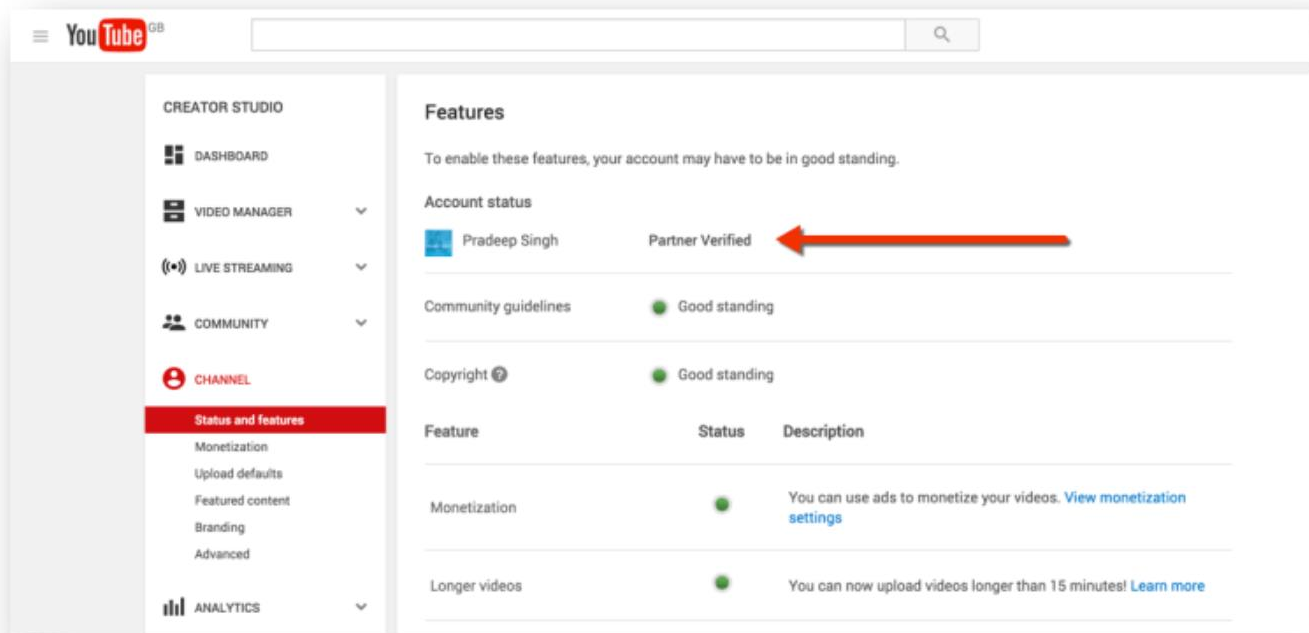 YouTube GB
CREATOR STUDIO
DASHBOARD
VIDEO MANAGER
LIVE STREAMING
COMMUNITY
CHANNEL
Status and features
Monetization
Upload defaults
Featured content
Branding
Advanced
ANALYTICS
Features
To enable these features, your account may have to be in good standing.
Account status
Pradeep Singh Partner Verified
Community guidelines Good standing
Copyright ? Good standing
Feature Status Description
Monetization You can use ads to monetize your videos. View monetization
settings
Longer videos You can now upload videos longer than 15 minutes! Learn more